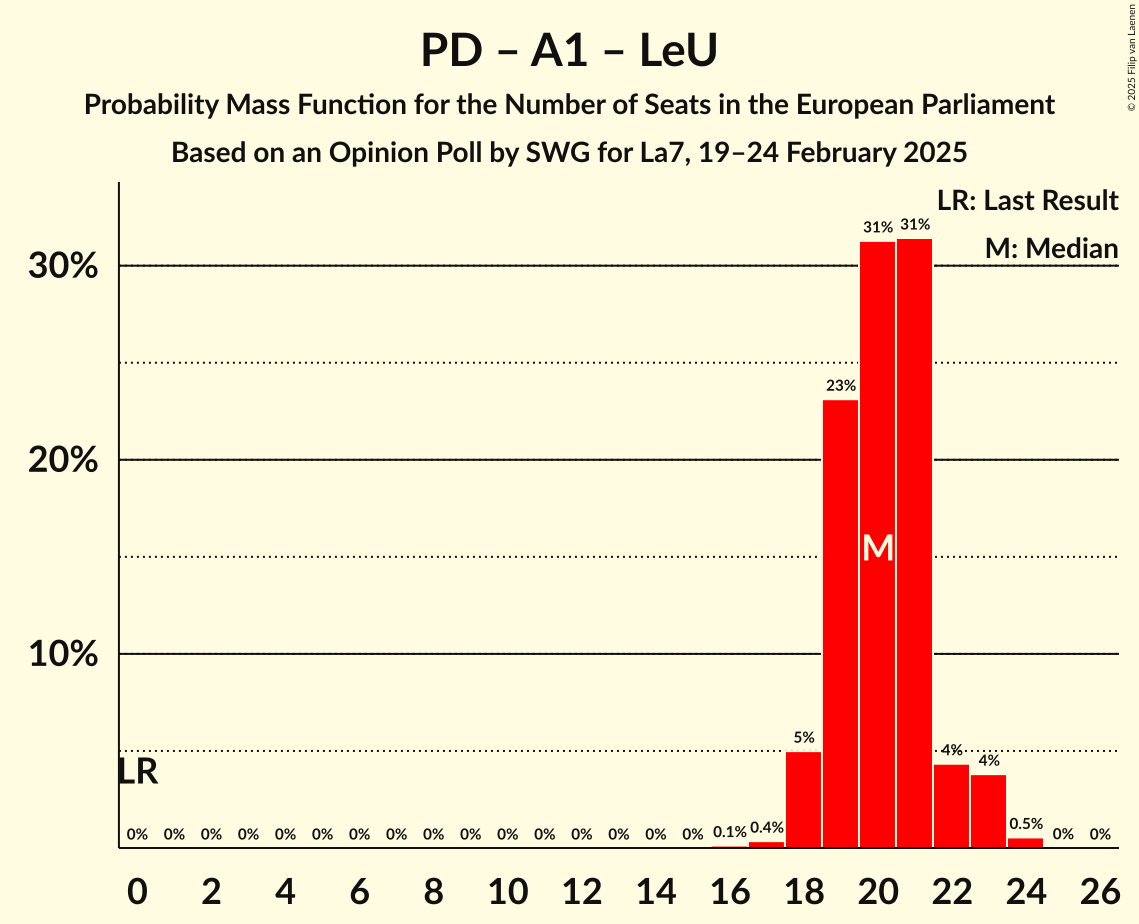 PD – A1 – LeU
Probability Mass Function for the Number of Seats in the European Parliament
Based on an Opinion Poll by SWG for La7, 19–24 February 2025
© 2025 Filip van Laenen
LR: Last Result
M: Median
31% 31%
30%
23%
20%
M
10%
5% 4% 4%
LR
0% 0% 0% 0% 0% 0% 0% 0% 0% 0% 0% 0% 0% 0% 0% 0% 0.1% 0.4% 0.5% 0% 0%
0 2 4 6 8 10 12 14 16 18 20 22 24 26